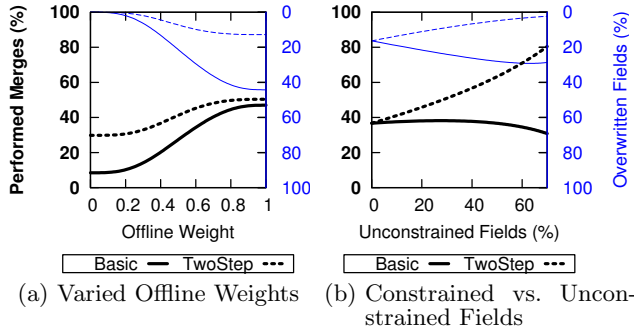 Performed Merges (%)
100
80
60
40
20
0
0
20
40
60
80
100
0 0.2 0.4 0.6 0.8 1
Offline Weight
Basic TwoStep
(a) Varied Offline Weights
100
80
60
40
20
0
0
20
40
60
80
100
Overwritten Fields (%)
0 20 40 60
Unconstrained Fields (%)
Basic TwoStep
(b) Constrained vs. Uncon-
strained Fields